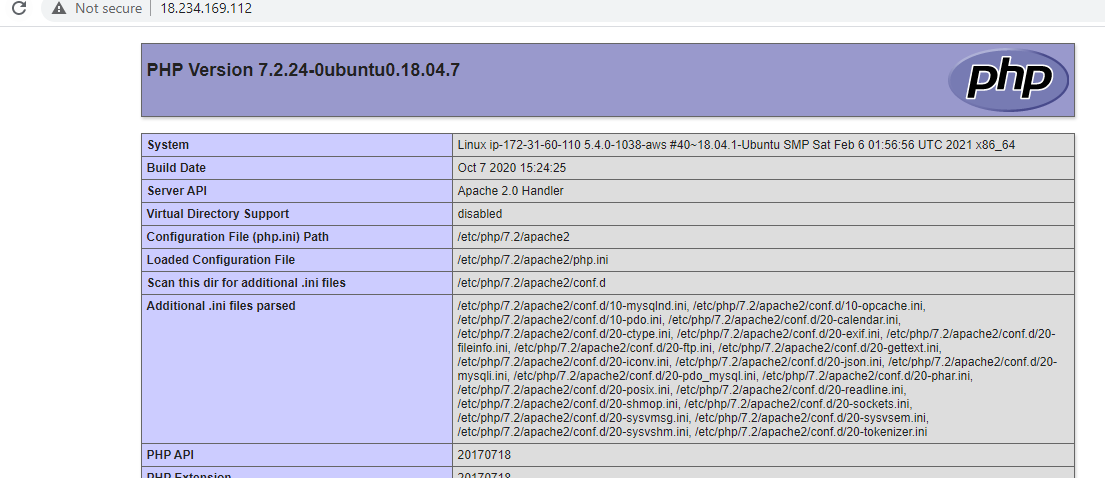 Not secure | 18.234.169.112
PHP Version 7.2.24-0ubuntu0.18.04.7
php
System Linux ip-172-31-60-110 5.4.0-1038-aws #40~18.04.1-Ubuntu SMP Sat Feb 6 01:56:56 UTC 2021 x86_64
Build Date Oct 7 2020 15:24:25
Server API Apache 2.0 Handler
Virtual Directory Support disabled
Configuration File (php.ini) Path /etc/php/7.2/apache2
Loaded Configuration File /etc/php/7.2/apache2/php.ini
Scan this dir for additional .ini files /etc/php/7.2/apache2/conf.d
Additional .ini files parsed /etc/php/7.2/apache2/conf.d/10-mysqlnd.ini, /etc/php/7.2/apache2/conf.d/10-opcache.ini,
/etc/php/7.2/apache2/conf.d/10-pdo.ini, /etc/php/7.2/apache2/conf.d/20-calendar.ini,
/etc/php/7.2/apache2/conf.d/20-ctype.ini, /etc/php/7.2/apache2/conf.d/20-exif.ini, /etc/php/7.2/apache2/conf.d/20-
fileinfo.ini, /etc/php/7.2/apache2/conf.d/20-ftp.ini, /etc/php/7.2/apache2/conf.d/20-gettext.ini,
/etc/php/7.2/apache2/conf.d/20-iconv.ini, /etc/php/7.2/apache2/conf.d/20-json.ini, /etc/php/7.2/apache2/conf.d/20-
mysqli.ini, /etc/php/7.2/apache2/conf.d/20-pdo_mysql.ini, /etc/php/7.2/apache2/conf.d/20-phar.ini,
/etc/php/7.2/apache2/conf.d/20-posix.ini, /etc/php/7.2/apache2/conf.d/20-readline.ini,
/etc/php/7.2/apache2/conf.d/20-shmop.ini, /etc/php/7.2/apache2/conf.d/20-sockets.ini,
/etc/php/7.2/apache2/conf.d/20-sysvmsg.ini, /etc/php/7.2/apache2/conf.d/20-sysvsem.ini,
/etc/php/7.2/apache2/conf.d/20-sysvshm.ini, /etc/php/7.2/apache2/conf.d/20-tokenizer.ini
PHP API 20170718
PHP Extension 20170718